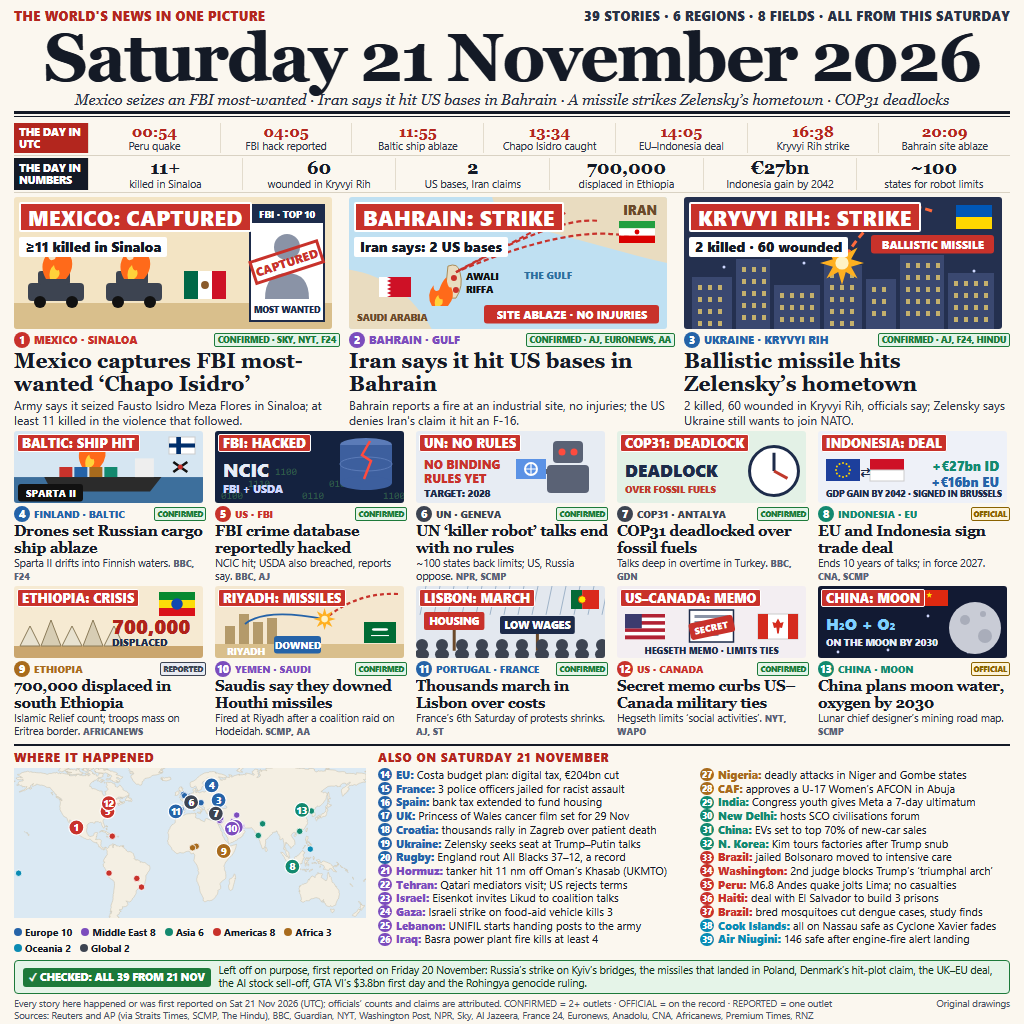 THE WORLD'S NEWS IN ONE PICTURE
39 STORIES · 6 REGIONS · 8 FIELDS · ALL FROM THIS SATURDAY
Saturday 21 November 2026
Mexico seizes an FBI most-wanted · Iran says it hit US bases in Bahrain · A missile strikes Zelensky's hometown · COP31 deadlocks
THE DAY IN UTC
00:54 Peru quake
04:05 FBI hack reported
11:55 Baltic ship ablaze
13:34 Chapo Isidro caught
14:05 EU–Indonesia deal
16:38 Kryvyi Rih strike
20:09 Bahrain site ablaze
THE DAY IN NUMBERS
11+ killed in Sinaloa
60 wounded in Kryvyi Rih
2 US bases, Iran claims
700,000 displaced in Ethiopia
€27bn Indonesia gain by 2042
~100 states for robot limits
MEXICO: CAPTURED
≥11 killed in Sinaloa
FBI · TOP 10
CAPTURED
MOST WANTED
1 MEXICO · SINALOA
CONFIRMED · SKY, NYT, F24
Mexico captures FBI most-
wanted ‘Chapo Isidro’
Army says it seized Fausto Isidro Meza Flores in Sinaloa; at
least 11 killed in the violence that followed.
BAHRAIN: STRIKE
Iran says: 2 US bases
IRAN
AWALI
RIFFA
THE GULF
SAUDI ARABIA
SITE ABLAZE · NO INJURIES
2 BAHRAIN · GULF
CONFIRMED · AJ, EURONEWS, AA
Iran says it hit US bases in
Bahrain
Bahrain reports a fire at an industrial site, no injuries; the US
denies Iran's claim it hit an F-16.
KRYVYI RIH: STRIKE
2 killed · 60 wounded
BALLISTIC MISSILE
3 UKRAINE · KRYVYI RIH
CONFIRMED · AJ, F24, HINDU
Ballistic missile hits
Zelensky’s hometown
2 killed, 60 wounded in Kryvyi Rih, officials say; Zelensky says
Ukraine still wants to join NATO.
BALTIC: SHIP HIT
SPARTA II
4 FINLAND · BALTIC
CONFIRMED
Drones set Russian cargo
ship ablaze
Sparta II drifts into Finnish waters. BBC,
F24
FBI: HACKED
NCIC
FBI + USDA
1100
0100
0110
1100
5 US · FBI
CONFIRMED
FBI crime database
reportedly hacked
NCIC hit; USDA also breached, reports
say. BBC, AJ
UN: NO RULES
NO BINDING
RULES YET
TARGET: 2028
6 UN · GENEVA
CONFIRMED
UN ‘killer robot’ talks end
with no rules
~100 states back limits; US, Russia
oppose. NPR, SCMP
COP31: DEADLOCK
DEADLOCK
OVER FOSSIL FUELS
7 COP31 · ANTALYA
CONFIRMED
COP31 deadlocked over
fossil fuels
Talks deep in overtime in Turkey. BBC,
GDN
INDONESIA: DEAL
+€27bn ID
+€16bn EU
GDP GAIN BY 2042 · SIGNED IN BRUSSELS
8 INDONESIA · EU
OFFICIAL
EU and Indonesia sign
trade deal
Ends 10 years of talks; in force 2027.
CNA, SCMP
ETHIOPIA: CRISIS
700,000
DISPLACED
9 ETHIOPIA
REPORTED
700,000 displaced in
south Ethiopia
Islamic Relief count; troops mass on
Eritrea border. AFRICANEWS
RIYADH: MISSILES
RIYADH
DOWNED
10 YEMEN · SAUDI
CONFIRMED
Saudis say they downed
Houthi missiles
Fired at Riyadh after a coalition raid on
Hodeidah. SCMP, AA
LISBON: MARCH
HOUSING
LOW WAGES
11 PORTUGAL · FRANCE
CONFIRMED
Thousands march in
Lisbon over costs
France’s 6th Saturday of protests shrinks.
AJ, ST
US–CANADA: MEMO
SECRET
HEGSETH MEMO · LIMITS TIES
12 US · CANADA
CONFIRMED
Secret memo curbs US–
Canada military ties
Hegseth limits ‘social activities’. NYT,
WAPO
CHINA: MOON
H₂O + O₂
ON THE MOON BY 2030
13 CHINA · MOON
OFFICIAL
China plans moon water,
oxygen by 2030
Lunar chief designer’s mining road map.
SCMP
WHERE IT HAPPENED
12
1
4
3
6
11
7
10
9
13
8
Europe 10
Middle East 8
Asia 6
Americas 8
Africa 3
Oceania 2
Global 2
ALSO ON SATURDAY 21 NOVEMBER
14 EU: Costa budget plan: digital tax, €204bn cut
15 France: 3 police officers jailed for racist assault
16 Spain: bank tax extended to fund housing
17 UK: Princess of Wales cancer film set for 29 Nov
18 Croatia: thousands rally in Zagreb over patient death
19 Ukraine: Zelensky seeks seat at Trump–Putin talks
20 Rugby: England rout All Blacks 37–12, a record
21 Hormuz: tanker hit 11 nm off Oman’s Khasab (UKMTO)
22 Tehran: Qatari mediators visit; US rejects terms
23 Israel: Eisenkot invites Likud to coalition talks
24 Gaza: Israeli strike on food-aid vehicle kills 3
25 Lebanon: UNIFIL starts handing posts to the army
26 Iraq: Basra power plant fire kills at least 4
27 Nigeria: deadly attacks in Niger and Gombe states
28 CAF: approves a U-17 Women’s AFCON in Abuja
29 India: Congress youth gives Meta a 7-day ultimatum
30 New Delhi: hosts SCO civilisations forum
31 China: EVs set to top 70% of new-car sales
32 N. Korea: Kim tours factories after Trump snub
33 Brazil: jailed Bolsonaro moved to intensive care
34 Washington: 2nd judge blocks Trump’s ‘triumphal arch’
35 Peru: M6.8 Andes quake jolts Lima; no casualties
36 Haiti: deal with El Salvador to build 3 prisons
37 Brazil: bred mosquitoes cut dengue cases, study finds
38 Cook Islands: all on Nassau safe as Cyclone Xavier fades
39 Air Niugini: 146 safe after engine-fire alert landing
✓ CHECKED: ALL 39 FROM 21 NOV
Left off on purpose, first reported on Friday 20 November: Russia’s strike on Kyiv’s bridges, the missiles that landed in Poland, Denmark’s hit-plot claim, the UK–EU deal,
the AI stock sell-off, GTA VI’s $3.8bn first day and the Rohingya genocide ruling.
Every story here happened or was first reported on Sat 21 Nov 2026 (UTC); officials’ counts and claims are attributed. CONFIRMED = 2+ outlets · OFFICIAL = on the record · REPORTED = one outlet
Original drawings
Sources: Reuters and AP (via Straits Times, SCMP, The Hindu), BBC, Guardian, NYT, Washington Post, NPR, Sky, Al Jazeera, France 24, Euronews, Anadolu, CNA, Africanews, Premium Times, RNZ